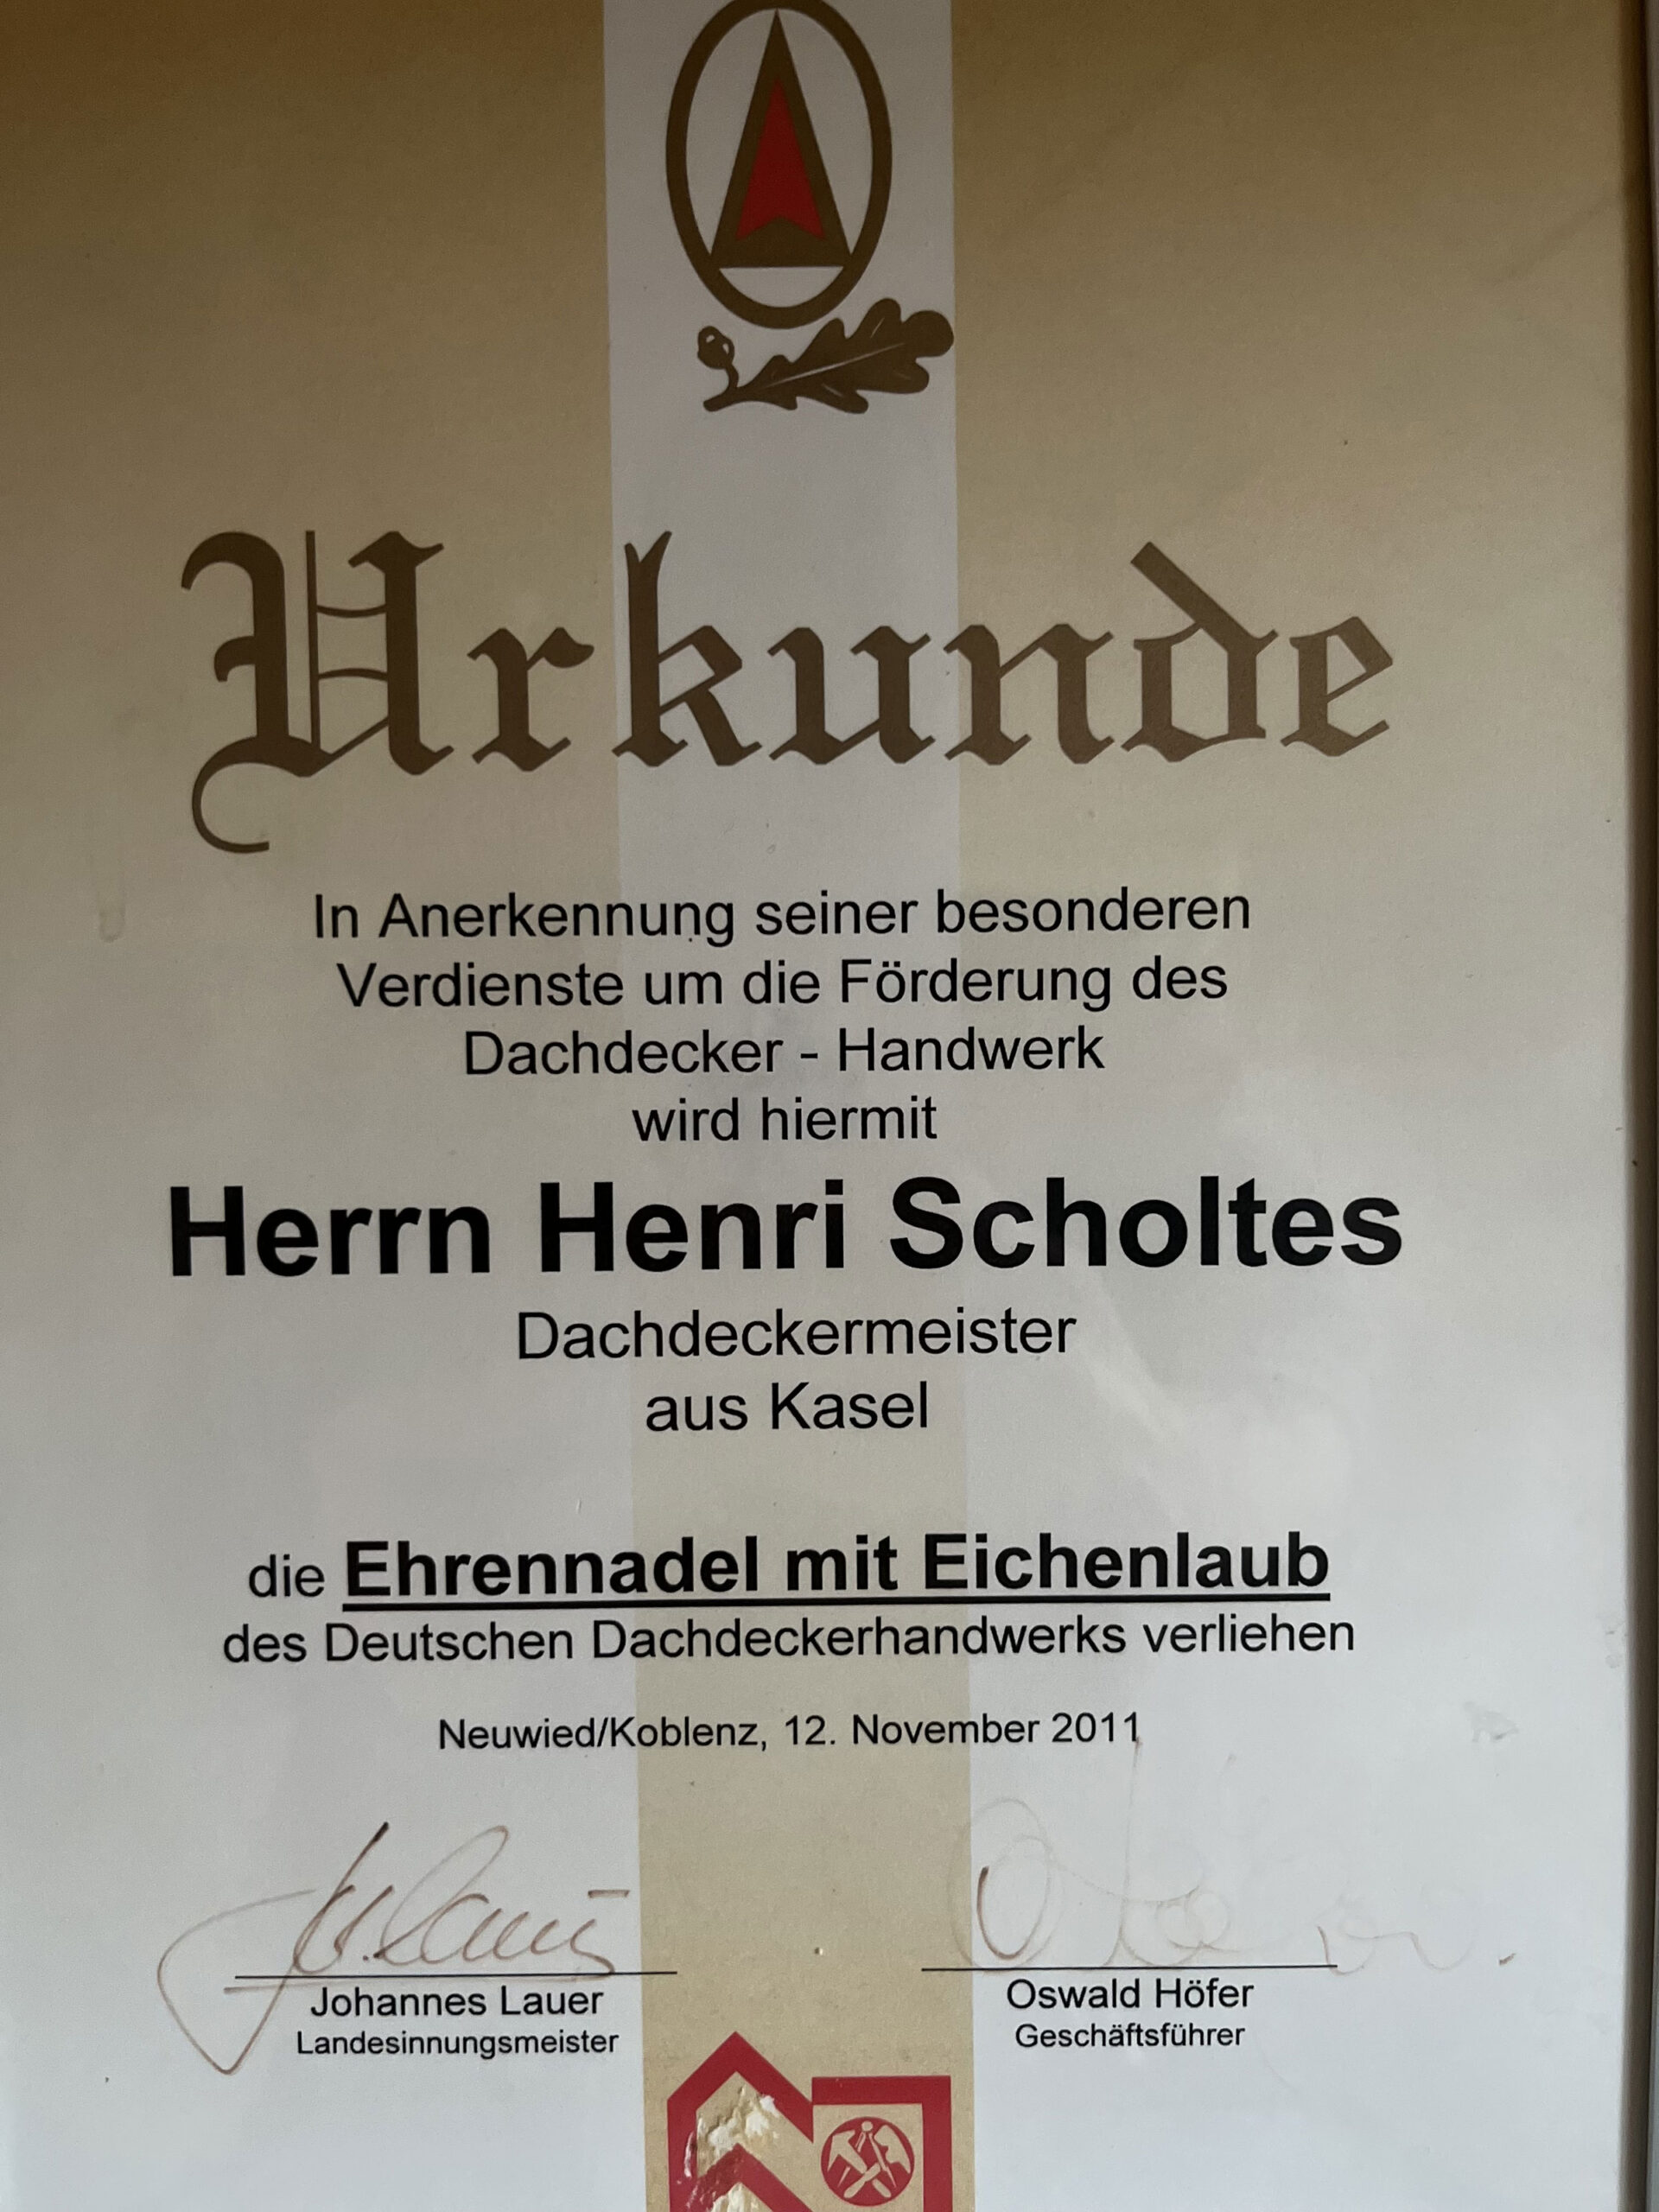 Urkunde
In Anerkennung seiner besonderen
Verdienste um die Förderung des
Dachdecker - Handwerk
wird hiermit
Herrn Henri Scholtes
Dachdeckermeister
aus Kasel
die Ehrennadel mit Eichenlaub
des Deutschen Dachdeckerhandwerks verliehen
Neuwied/Koblenz, 12. November 2011
Johannes Lauer
Landesinnungsmeister
Oswald Höfer
Geschäftsführer